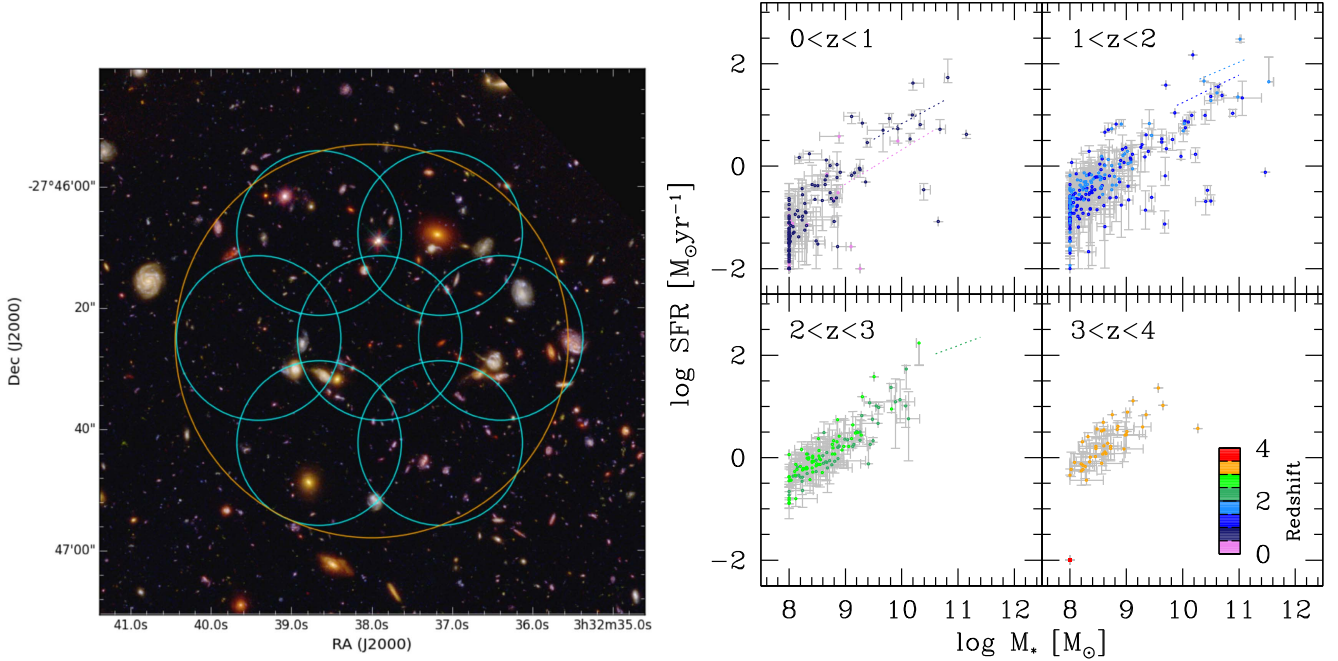 Dec (J2000)
-27°46'00"
20"
40"
47'00"
41.0s 40.0s 39.0s 38.0s 37.0s 36.0s 3h32m35.0s
RA (J2000)
log SFR [M⊙yr⁻¹]
0<z<1
1<z<2
2
0
−2
2<z<3
3<z<4
2
0
−2
4
2
0
Redshift
8 9 10 11 12
8 9 10 11 12
log M* [M⊙]